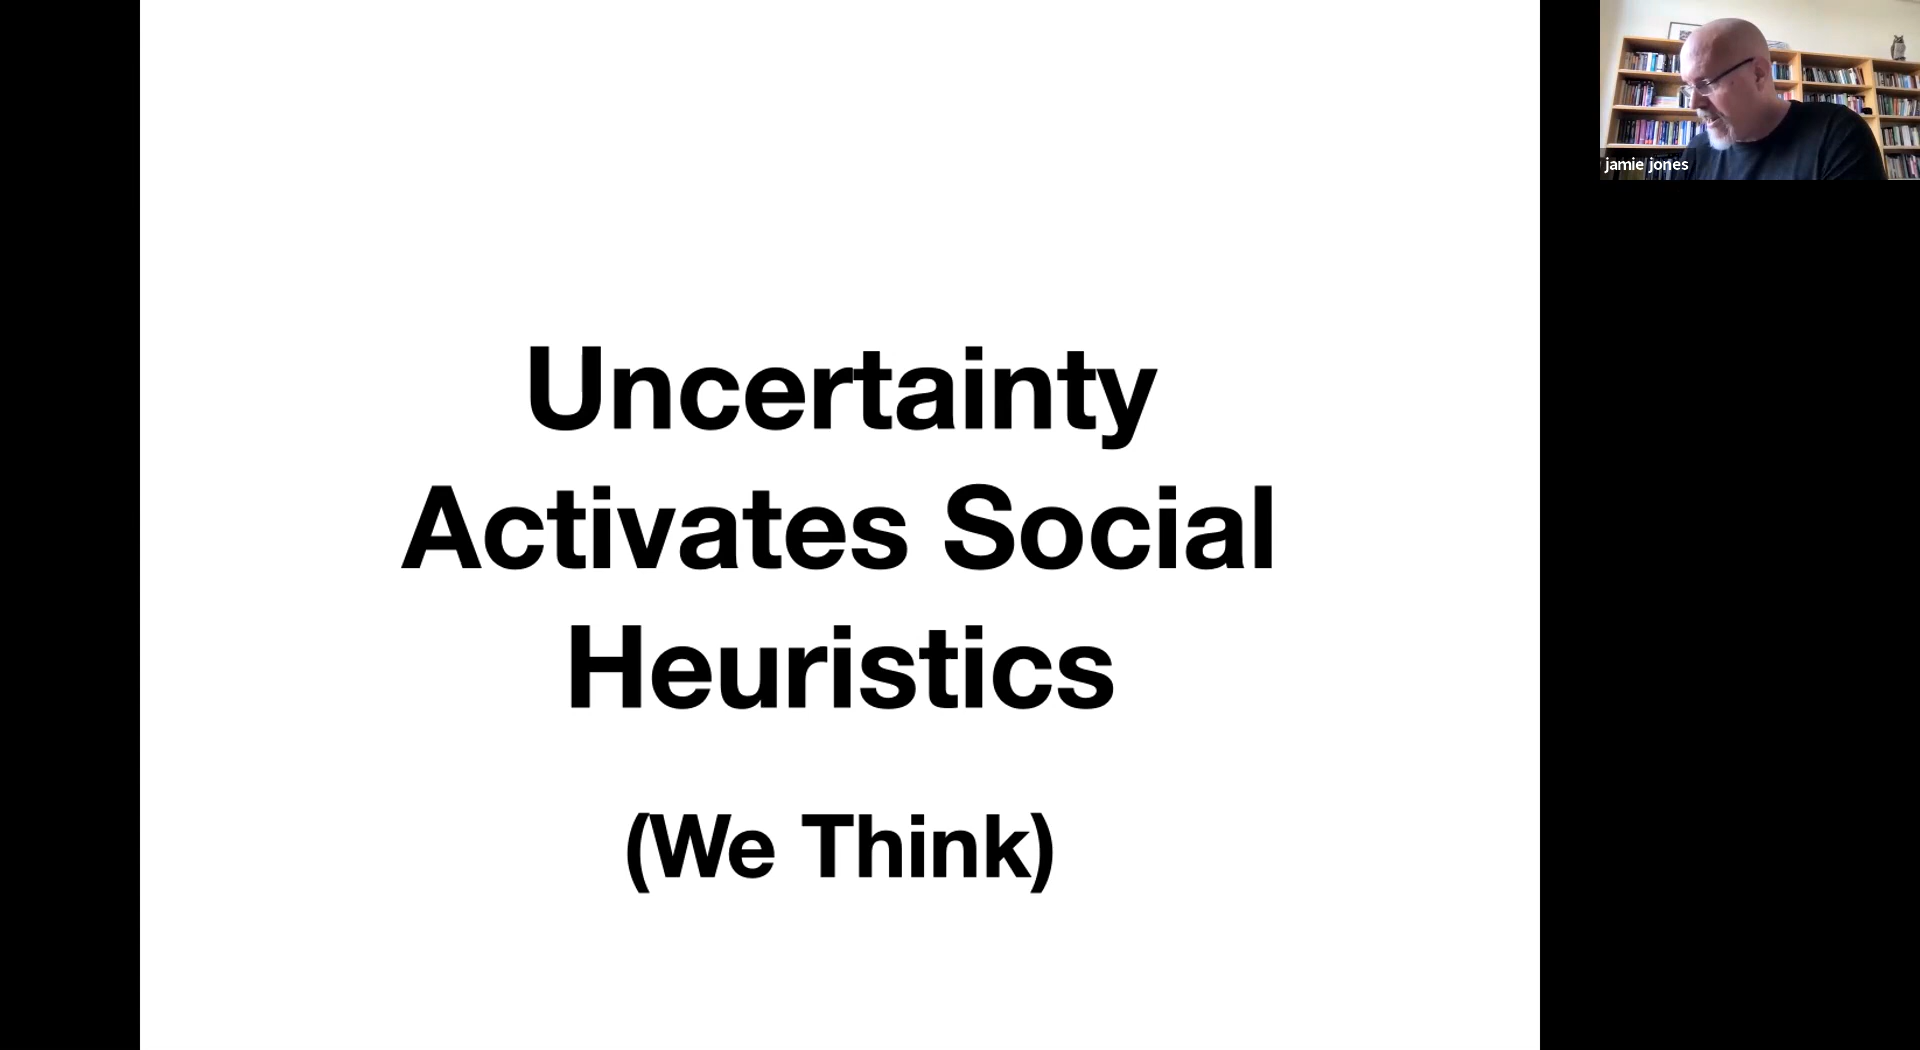 Uncertainty
Activates Social
Heuristics
(We Think)
jamie jones